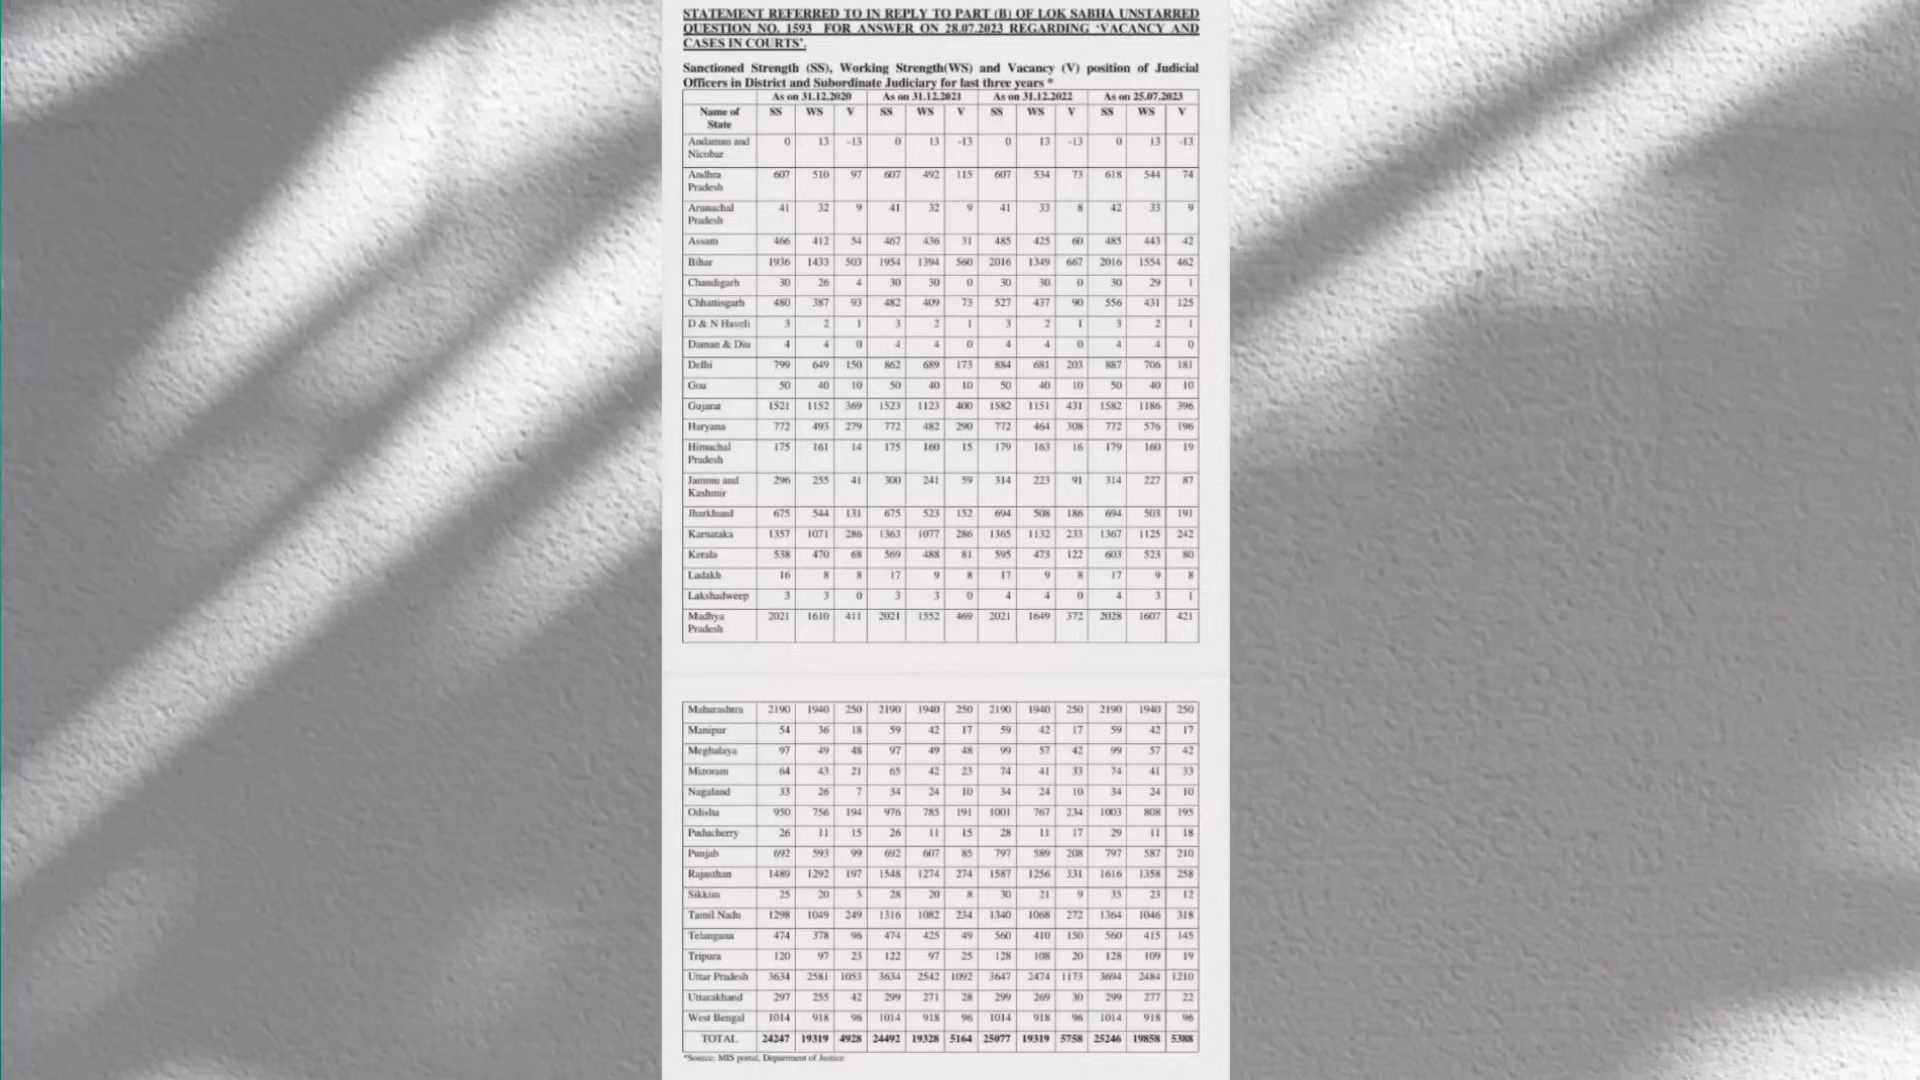 STATEMENT REFERRED TO IN REPLY TO PART (B) OF LOK SABHA UNSTARRED
QUESTION NO. 1593 FOR ANSWER ON 28.07.2023 REGARDING ‘VACANCY AND
CASES IN COURTS’.
Sanctioned Strength (SS), Working Strength(WS) and Vacancy (V) position of Judicial
Officers in District and Subordinate Judiciary for last three years *
As on 31.12.2020 As on 31.12.2021 As on 31.12.2022 As on 25.07.2023
Name of State SS WS V SS WS V SS WS V SS WS V
Andaman and Nicobar 0 13 -13 0 13 -13 0 13 -13 0 13 -13
Andhra Pradesh 607 510 97 607 492 115 607 534 73 618 544 74
Arunachal Pradesh 41 32 9 41 32 9 41 33 8 42 33 9
Assam 466 412 54 467 436 31 485 425 60 485 443 42
Bihar 1936 1433 503 1954 1394 560 2016 1349 667 2016 1554 462
Chandigarh 30 26 4 30 30 0 30 30 0 30 29 1
Chhattisgarh 480 387 93 482 409 73 527 437 90 556 431 125
D & N Haveli 3 2 1 3 2 1 3 2 1 3 2 1
Daman & Diu 4 4 0 4 4 0 4 4 0 4 4 0
Delhi 799 649 150 862 689 173 884 681 203 887 706 181
Goa 50 40 10 50 40 10 50 40 10 50 40 10
Gujarat 1521 1152 369 1523 1123 400 1582 1151 431 1582 1186 396
Haryana 772 493 279 772 482 290 772 464 308 772 576 196
Himachal Pradesh 175 161 14 175 160 15 179 163 16 179 160 19
Jammu and Kashmir 296 255 41 300 241 59 314 223 91 314 227 87
Jharkhand 675 544 131 675 523 152 694 508 186 694 503 191
Karnataka 1357 1071 286 1363 1077 286 1365 1132 233 1367 1125 242
Kerala 538 470 68 569 488 81 595 473 122 603 523 80
Ladakh 16 8 8 17 9 8 17 9 8 17 9 8
Lakshadweep 3 3 0 3 3 0 4 4 0 4 3 1
Madhya Pradesh 2021 1610 411 2021 1552 469 2021 1649 372 2028 1607 421
Maharashtra 2190 1940 250 2190 1940 250 2190 1940 250 2190 1940 250
Manipur 54 36 18 59 42 17 59 42 17 59 42 17
Meghalaya 97 49 48 97 49 48 99 57 42 99 57 42
Mizoram 64 43 21 65 42 23 74 41 33 74 41 33
Nagaland 33 26 7 34 24 10 34 24 10 34 24 10
Odisha 950 756 194 976 785 191 1001 767 234 1003 808 195
Puducherry 26 11 15 26 11 15 28 11 17 29 11 18
Punjab 692 593 99 692 607 85 797 589 208 797 587 210
Rajasthan 1489 1292 197 1548 1274 274 1587 1256 331 1616 1358 258
Sikkim 25 20 5 28 20 8 30 21 9 35 23 12
Tamil Nadu 1298 1049 249 1316 1082 234 1340 1068 272 1364 1046 318
Telangana 474 378 96 474 425 49 560 410 150 560 415 145
Tripura 120 97 23 122 97 25 128 108 20 128 109 19
Uttar Pradesh 3634 2581 1053 3634 2542 1092 3647 2474 1173 3694 2484 1210
Uttarakhand 297 255 42 299 271 28 299 269 30 299 277 22
West Bengal 1014 918 96 1014 918 96 1014 918 96 1014 918 96
TOTAL 24247 19319 4928 24492 19328 5164 25077 19319 5758 25246 19858 5388
*Source: MIS portal, Department of Justice